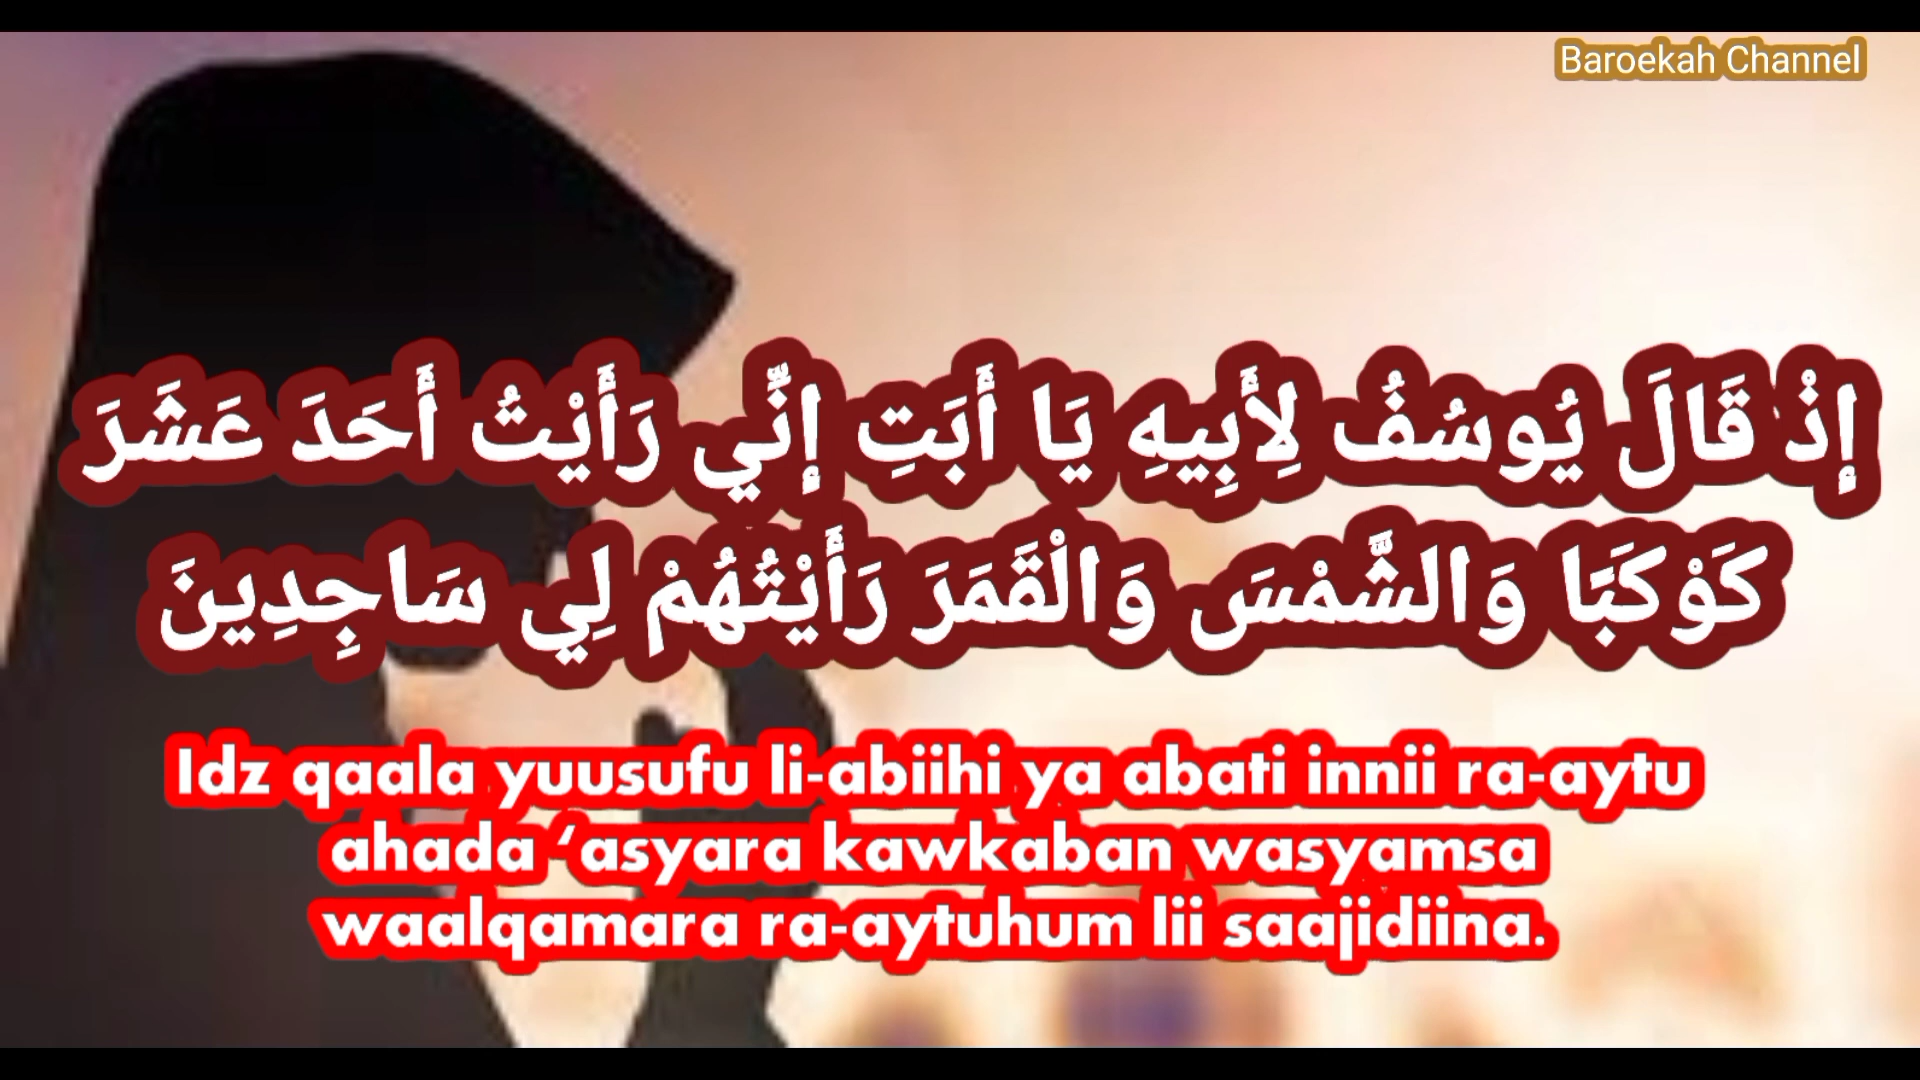 Baroekah Channel
إِذْ قَالَ يُوسُفُ لِأَبِيهِ يَا أَبَتِ إِنِّي رَأَيْتُ أَحَدَ عَشَرَ
كَوْكَبًا وَالشَّمْسَ وَالْقَمَرَ رَأَيْتُهُمْ لِي سَاجِدِينَ
Idz qaala yuusufu li-abiihi ya abati innii ra-aytu
ahada ‘asyara kawkaban wasyamsa
waalqamara ra-aytuhum lii saajidiina.